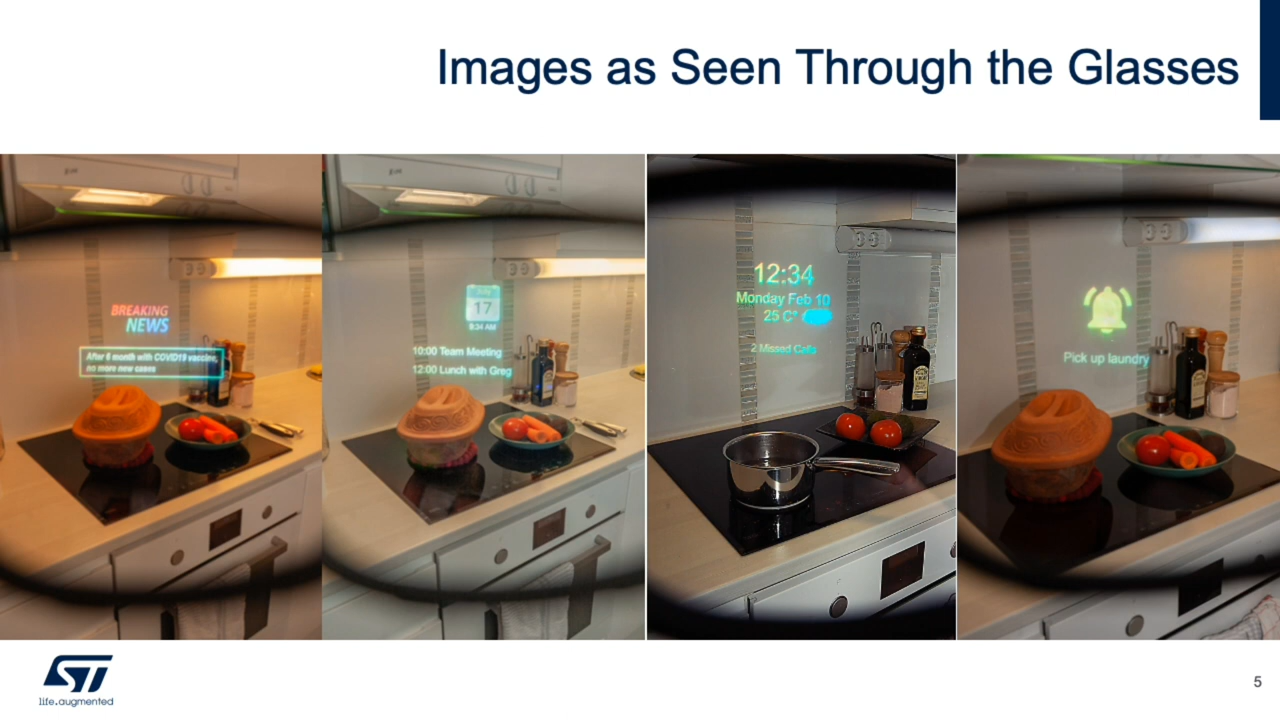 Images as Seen Through the Glasses
BREAKING
NEWS
After 6 month with COVID19 vaccine,
no more new cases
17
9:34 AM
10:00 Team Meeting
12:00 Lunch with Greg
12:34
Monday Feb 10
25 C°
2 Missed Calls
Pick up laundry
ST
life.augmented
5